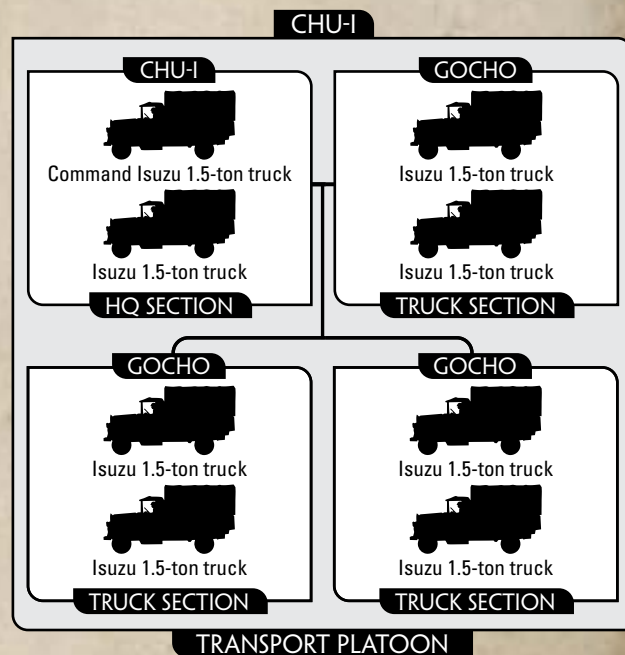 CHU-I
CHU-I
Command Isuzu 1.5-ton truck
Isuzu 1.5-ton truck
HQ SECTION
GOCHO
Isuzu 1.5-ton truck
Isuzu 1.5-ton truck
TRUCK SECTION
GOCHO
Isuzu 1.5-ton truck
Isuzu 1.5-ton truck
TRUCK SECTION
GOCHO
Isuzu 1.5-ton truck
Isuzu 1.5-ton truck
TRUCK SECTION
TRANSPORT PLATOON